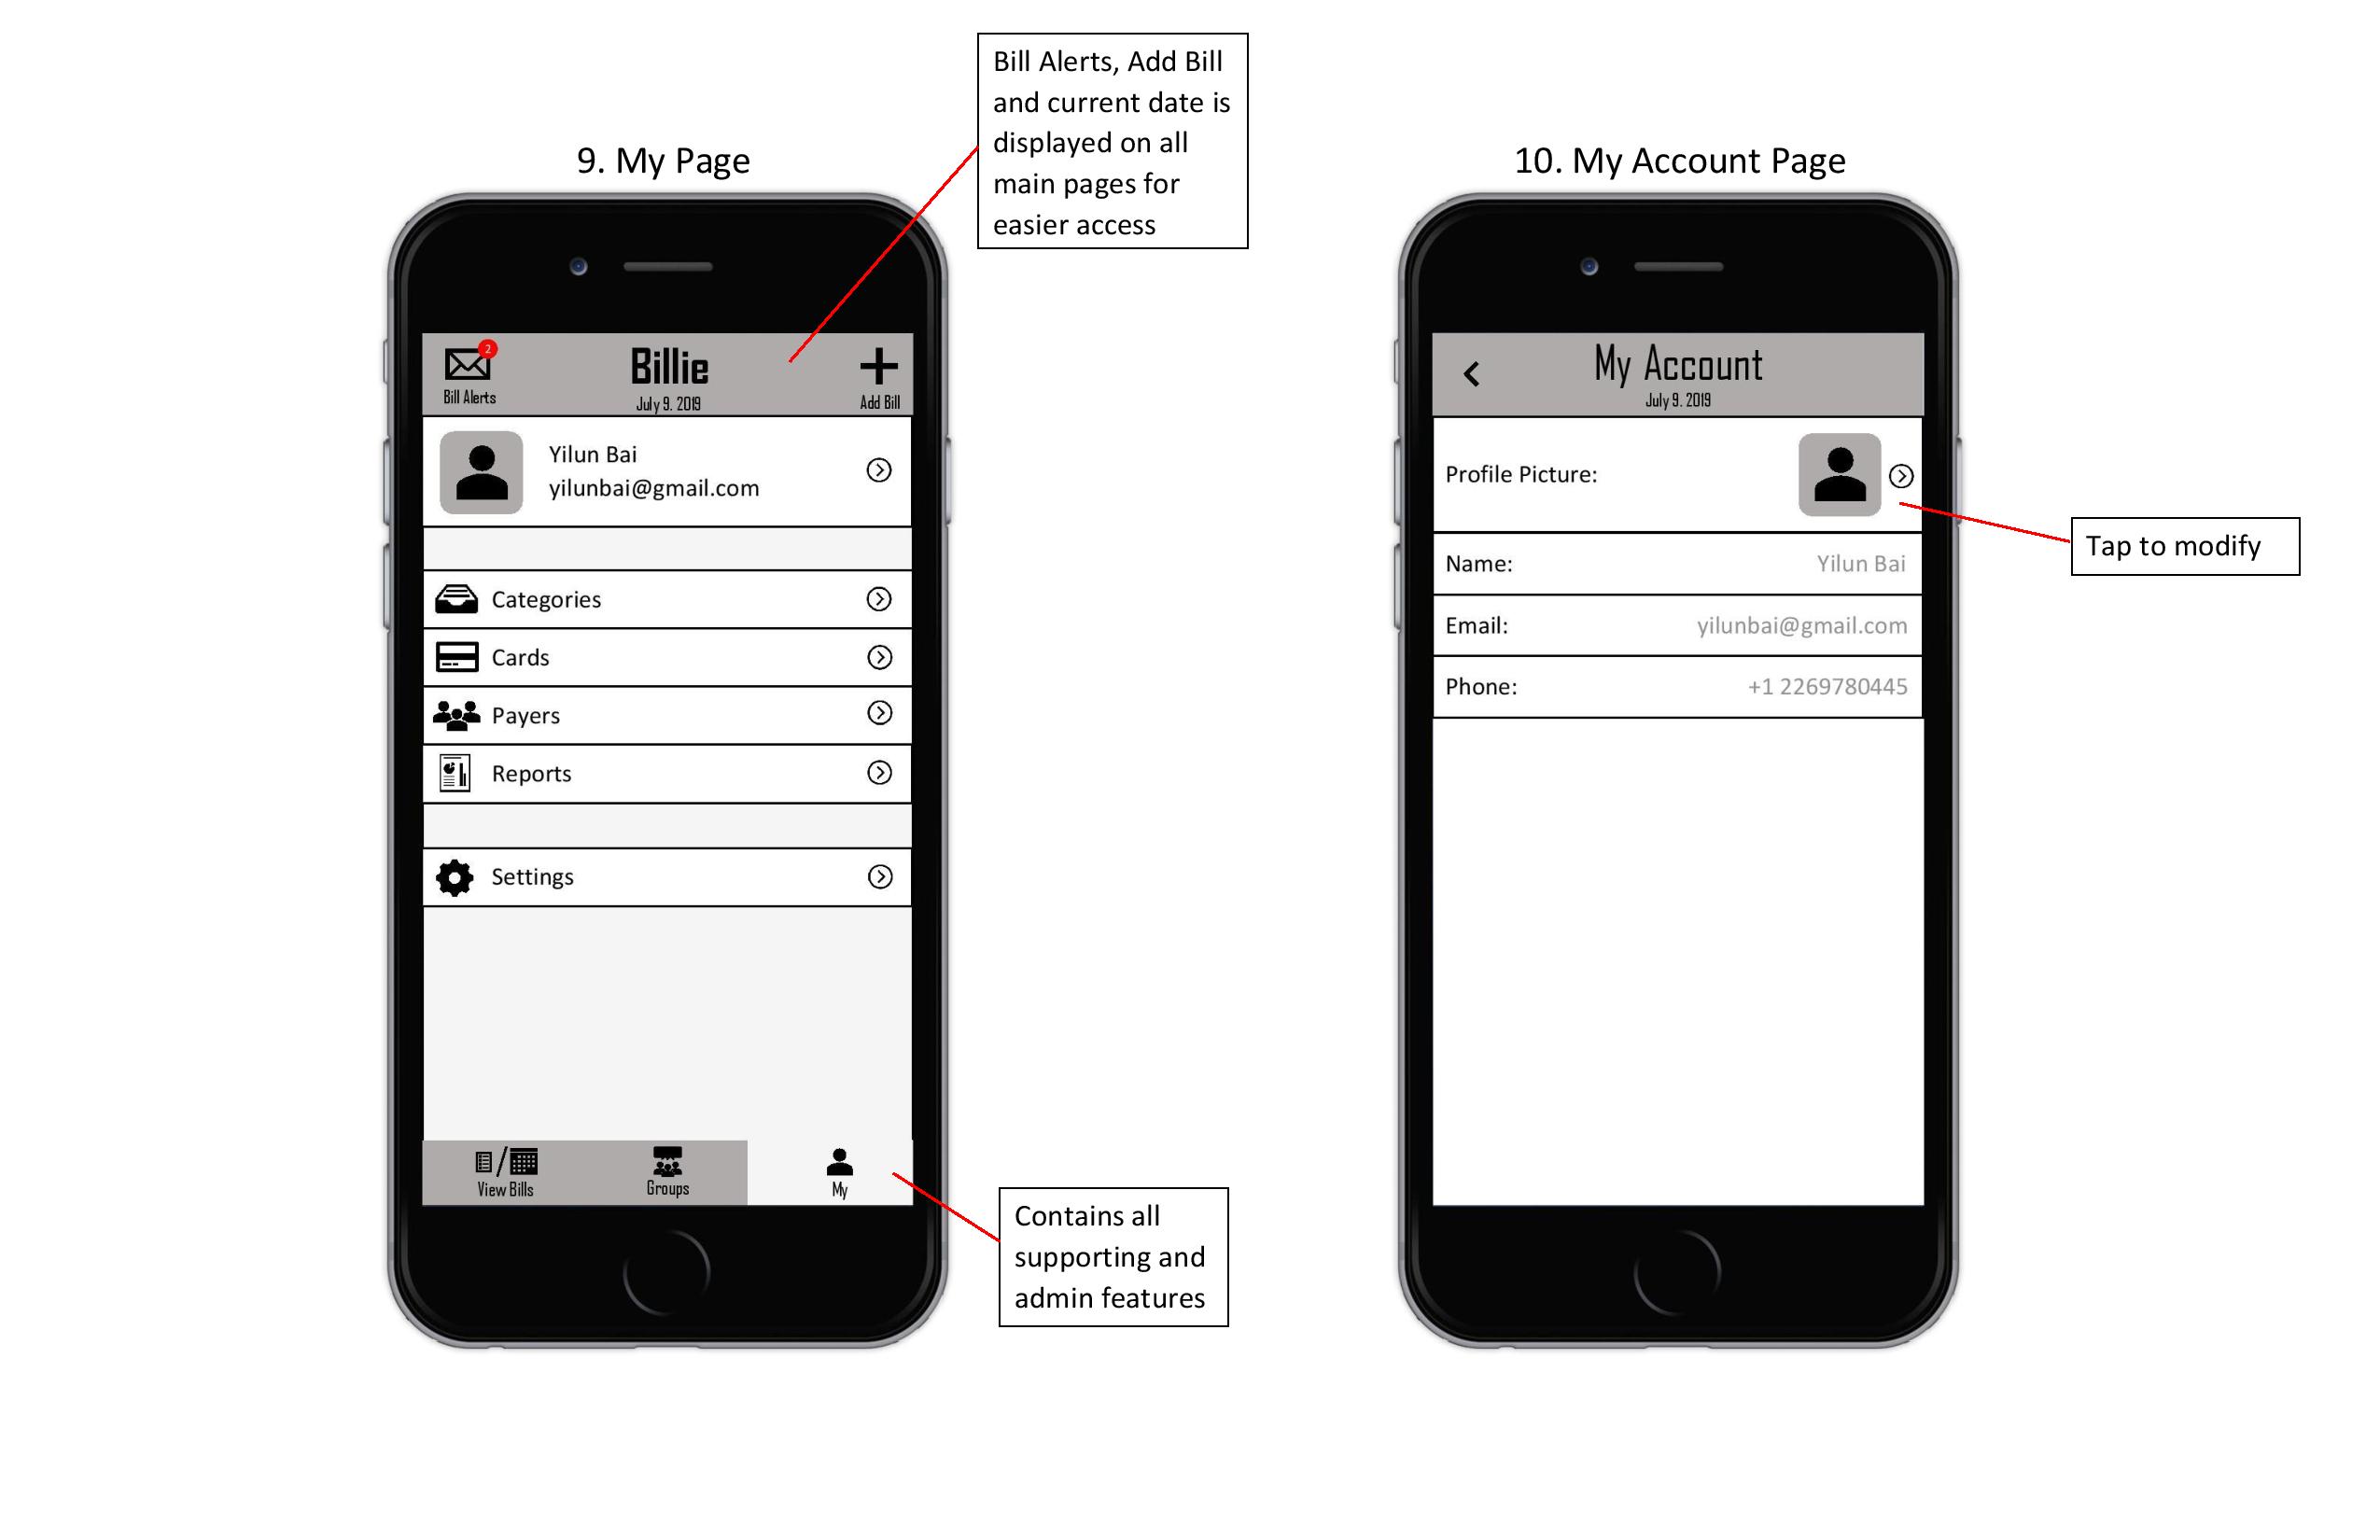 Bill Alerts, Add Bill
and current date is
displayed on all
main pages for
easier access
9. My Page
2
Bill Alerts
Billie
July 9. 2019
Add Bill
Yilun Bai
yilunbai@gmail.com
Categories
Cards
Payers
Reports
Settings
View Bills
Groups
My
Contains all
supporting and
admin features
10. My Account Page
My Account
July 9. 2019
Profile Picture:
Tap to modify
Name: Yilun Bai
Email: yilunbai@gmail.com
Phone: +1 2269780445